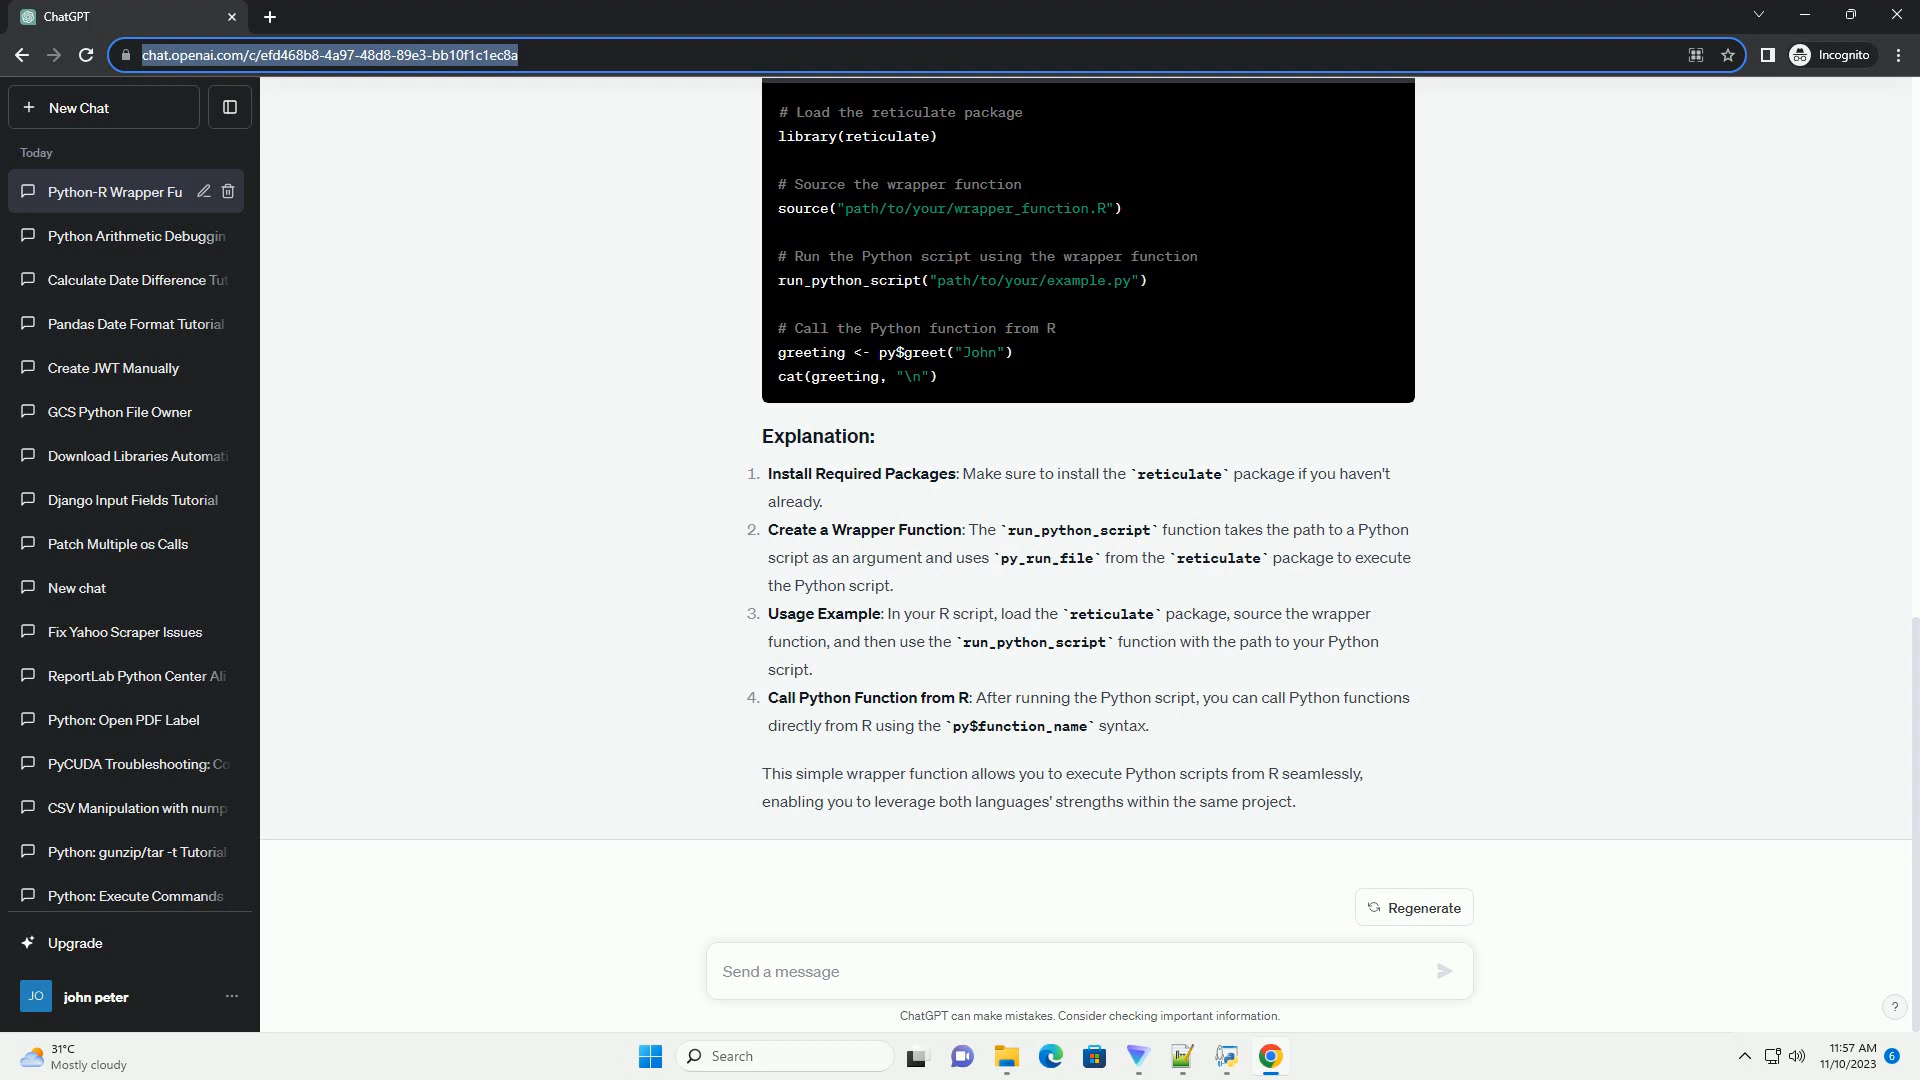 ChatGPT
chat.openai.com/c/efd468b8-4a97-48d8-89e3-bb10f1c1ec8a
Incognito
New Chat
Today
Python-R Wrapper Fu
Python Arithmetic Debuggin
Calculate Date Difference Tut
Pandas Date Format Tutorial
Create JWT Manually
GCS Python File Owner
Download Libraries Automati
Django Input Fields Tutorial
Patch Multiple os Calls
New chat
Fix Yahoo Scraper Issues
ReportLab Python Center Ali
Python: Open PDF Label
PyCUDA Troubleshooting: Co
CSV Manipulation with nump
Python: gunzip/tar -t Tutorial
Python: Execute Commands
Upgrade
JO john peter
# Load the reticulate package
library(reticulate)
# Source the wrapper function
source("path/to/your/wrapper_function.R")
# Run the Python script using the wrapper function
run_python_script("path/to/your/example.py")
# Call the Python function from R
greeting <- py$greet("John")
cat(greeting, "\n")
Explanation:
1. Install Required Packages: Make sure to install the `reticulate` package if you haven't
already.
2. Create a Wrapper Function: The `run_python_script` function takes the path to a Python
script as an argument and uses `py_run_file` from the `reticulate` package to execute
the Python script.
3. Usage Example: In your R script, load the `reticulate` package, source the wrapper
function, and then use the `run_python_script` function with the path to your Python
script.
4. Call Python Function from R: After running the Python script, you can call Python functions
directly from R using the `py$function_name` syntax.
This simple wrapper function allows you to execute Python scripts from R seamlessly,
enabling you to leverage both languages' strengths within the same project.
Regenerate
Send a message
ChatGPT can make mistakes. Consider checking important information.
?
31°C
Mostly cloudy
Search
11:57 AM
11/10/2023
6